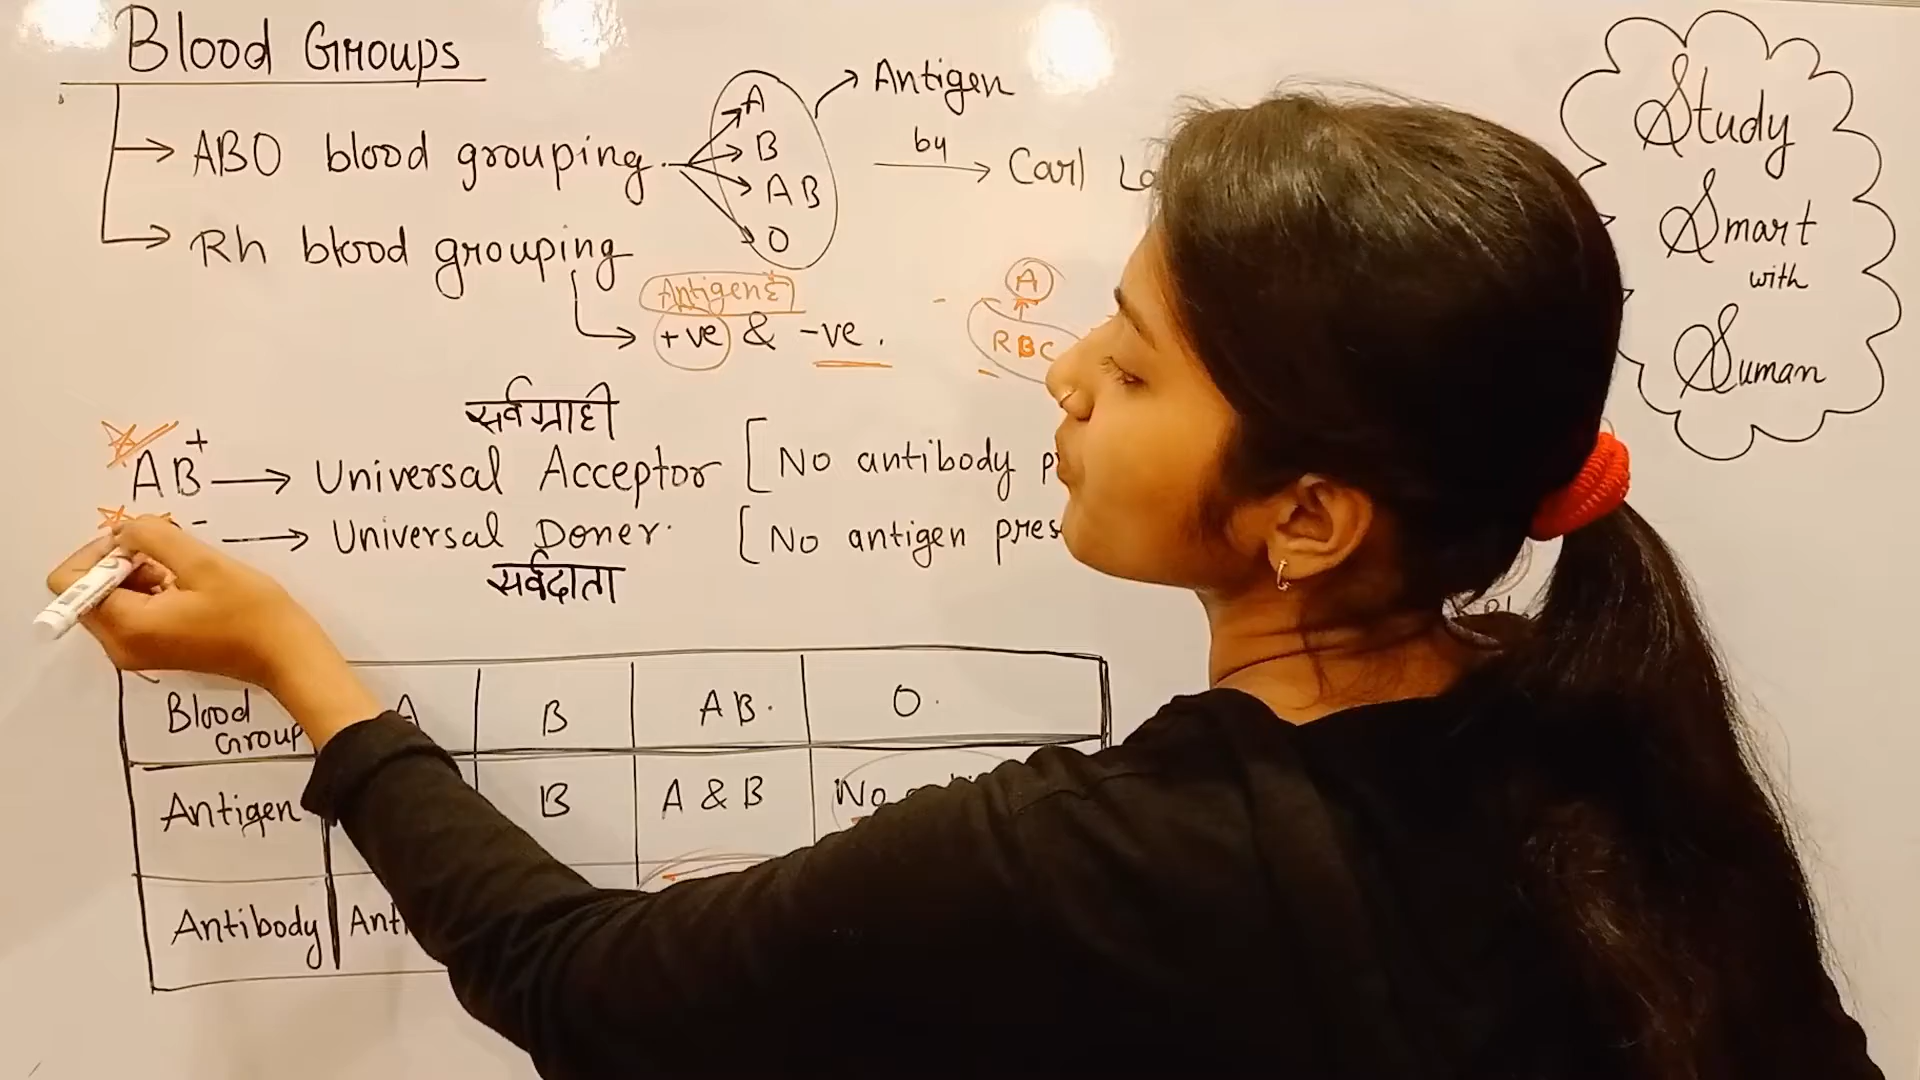 Blood Groups
ABO blood grouping
A
B
AB
O
Antigen
by
Carl
Rh blood grouping
Antigen है
+ve & -ve.
A
RBC
सर्वग्राही
AB+ → Universal Acceptor [No antibody
- → Universal Doner. [No antigen
सर्वदाता
Blood Group A B AB. O.
Antigen B A & B No
Antibody
Study
Smart
with
Suman